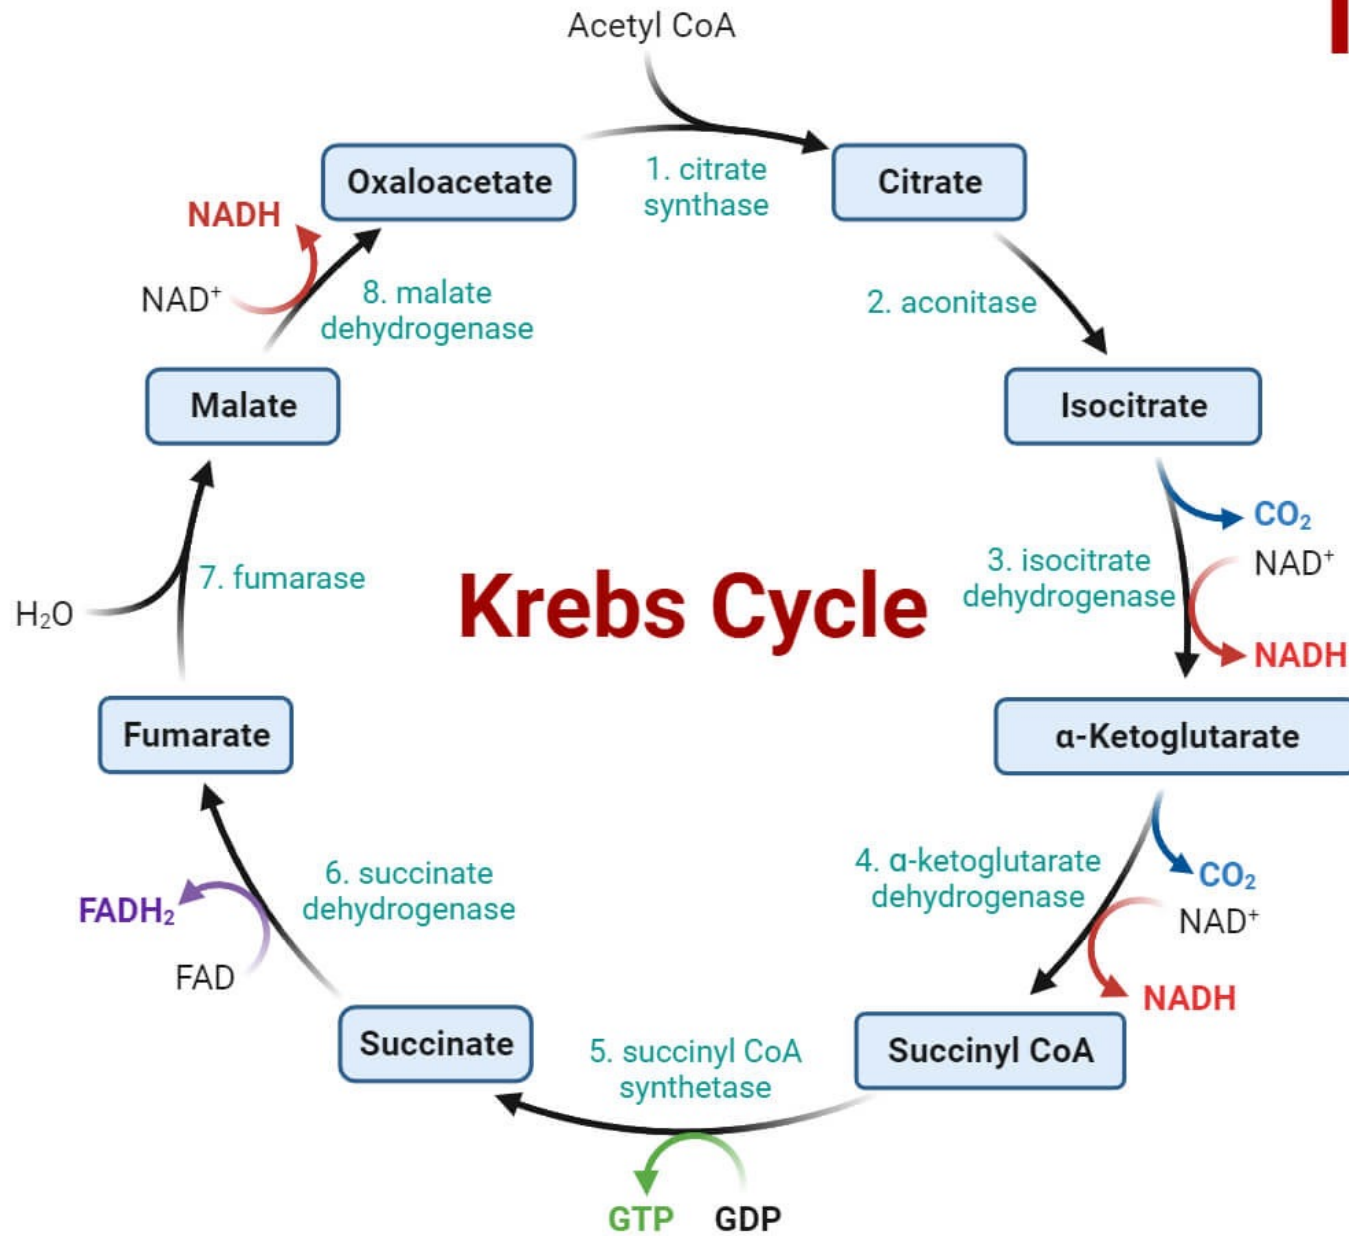 Acetyl CoA
Oxaloacetate
1. citrate
synthase
Citrate
NADH
NAD⁺
8. malate
dehydrogenase
2. aconitase
Malate
Isocitrate
CO₂
3. isocitrate
dehydrogenase
NAD⁺
NADH
7. fumarase
H₂O
Krebs Cycle
Fumarate
α-Ketoglutarate
6. succinate
dehydrogenase
FADH₂
FAD
4. α-ketoglutarate
dehydrogenase
CO₂
NAD⁺
NADH
Succinate
5. succinyl CoA
synthetase
Succinyl CoA
GTP
GDP